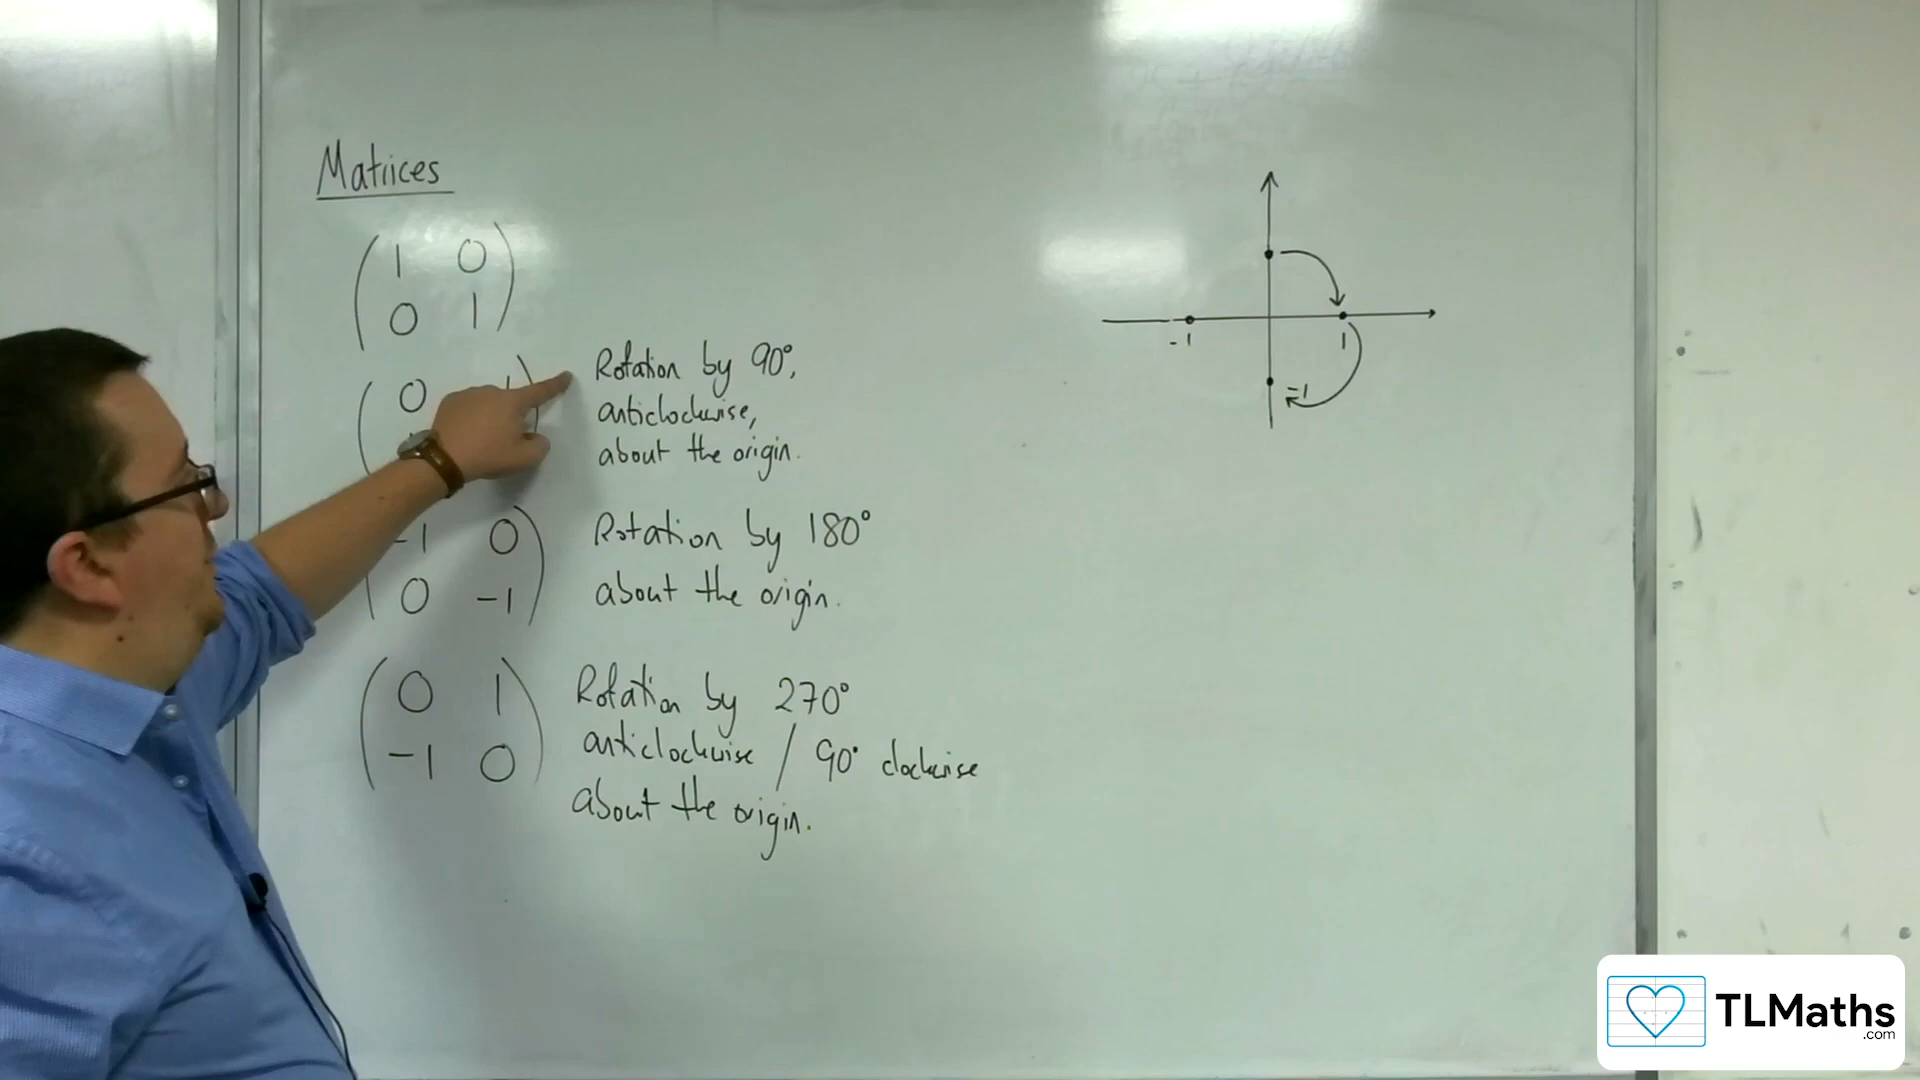 Matrices
1 0
0 1
0 1
Rotation by 90°,
anticlockwise,
about the origin.
-1 0
0 -1
Rotation by 180°
about the origin.
0 1
-1 0
Rotation by 270°
anticlockwise / 90° clockwise
about the origin.
-1 1
-1
TLMaths
.com